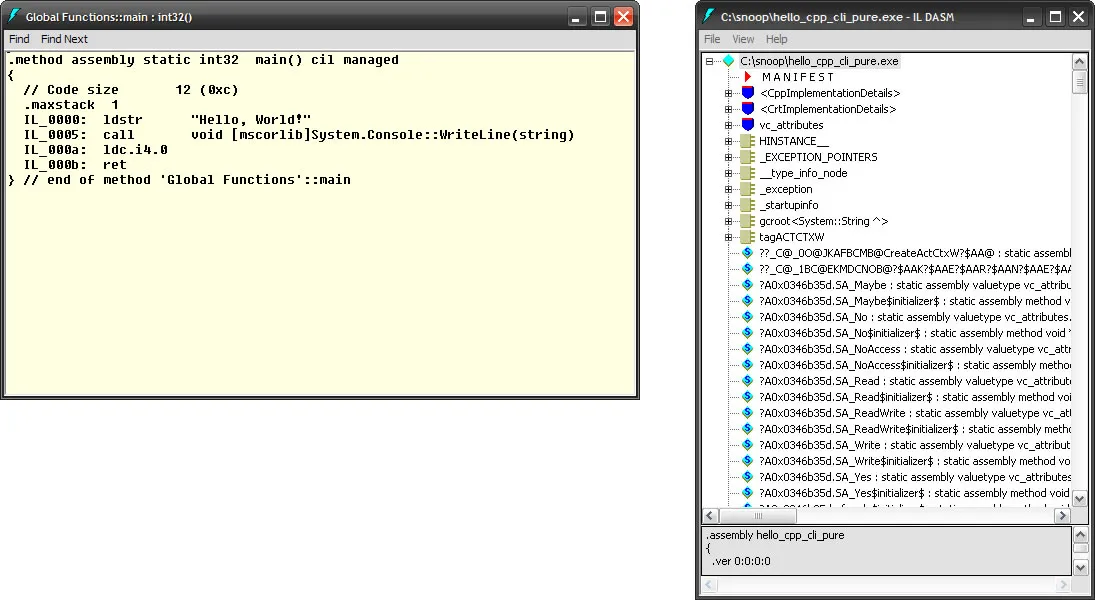 Global Functions::main : int32()
Find Find Next
.method assembly static int32  main() cil managed
{
  // Code size       12 (0xc)
  .maxstack  1
  IL_0000:  ldstr      "Hello, World!"
  IL_0005:  call       void [mscorlib]System.Console::WriteLine(string)
  IL_000a:  ldc.i4.0
  IL_000b:  ret
} // end of method 'Global Functions'::main
C:\snoop\hello_cpp_cli_pure.exe - IL DASM
File View Help
C:\snoop\hello_cpp_cli_pure.exe
M A N I F E S T
<CppImplementationDetails>
<CrtImplementationDetails>
vc_attributes
HINSTANCE__
_EXCEPTION_POINTERS
__type_info_node
_exception
_startupinfo
gcroot<System::String ^>
tagACTCTXW
??_C@_0O@JKAFBCMB@CreateActCtxW?$AA@ : static assembl
??_C@_1BC@EKMDCNOB@?$AAK?$AAE?$AAR?$AAN?$AAE?$AA
?A0x0346b35d.SA_Maybe : static assembly valuetype vc_attribu
?A0x0346b35d.SA_Maybe$initializer$ : static assembly method v
?A0x0346b35d.SA_No : static assembly valuetype vc_attributes.
?A0x0346b35d.SA_No$initializer$ : static assembly method void *
?A0x0346b35d.SA_NoAccess : static assembly valuetype vc_attr
?A0x0346b35d.SA_NoAccess$initializer$ : static assembly method
?A0x0346b35d.SA_Read : static assembly valuetype vc_attribute
?A0x0346b35d.SA_Read$initializer$ : static assembly method voi
?A0x0346b35d.SA_ReadWrite : static assembly valuetype vc_at
?A0x0346b35d.SA_ReadWrite$initializer$ : static assembly metho
?A0x0346b35d.SA_Write : static assembly valuetype vc_attribut
?A0x0346b35d.SA_Write$initializer$ : static assembly method vo
?A0x0346b35d.SA_Yes : static assembly valuetype vc_attributes
?A0x0346b35d.SA_Yes$initializer$ : static assembly method void
.assembly hello_cpp_cli_pure
{
  .ver 0:0:0:0